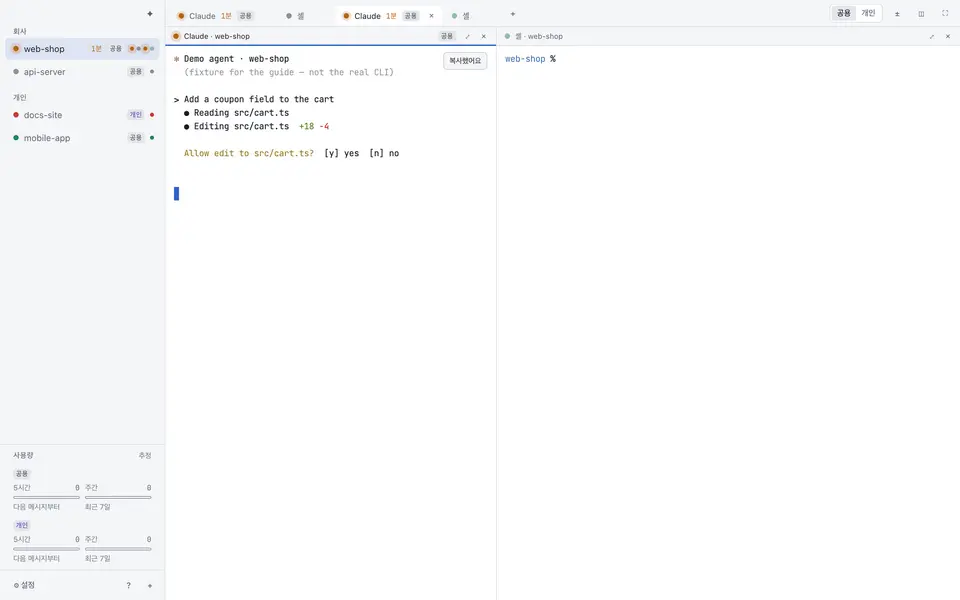 회사
web-shop 1분 공용
api-server 공용
개인
docs-site 개인
mobile-app 공용
사용량 추정
공용
5시간 0 주간 0
다음 메시지부터 최근 7일
개인
5시간 0 주간 0
다음 메시지부터 최근 7일
설정 ?
Claude 1분 공용
셸
Claude 1분 공용 ×
셸
+
공용 개인
Claude · web-shop 공용
Demo agent · web-shop
(fixture for the guide — not the real CLI)
복사했어요
> Add a coupon field to the cart
● Reading src/cart.ts
● Editing src/cart.ts +18 -4
Allow edit to src/cart.ts? [y] yes [n] no
셸 · web-shop
web-shop %